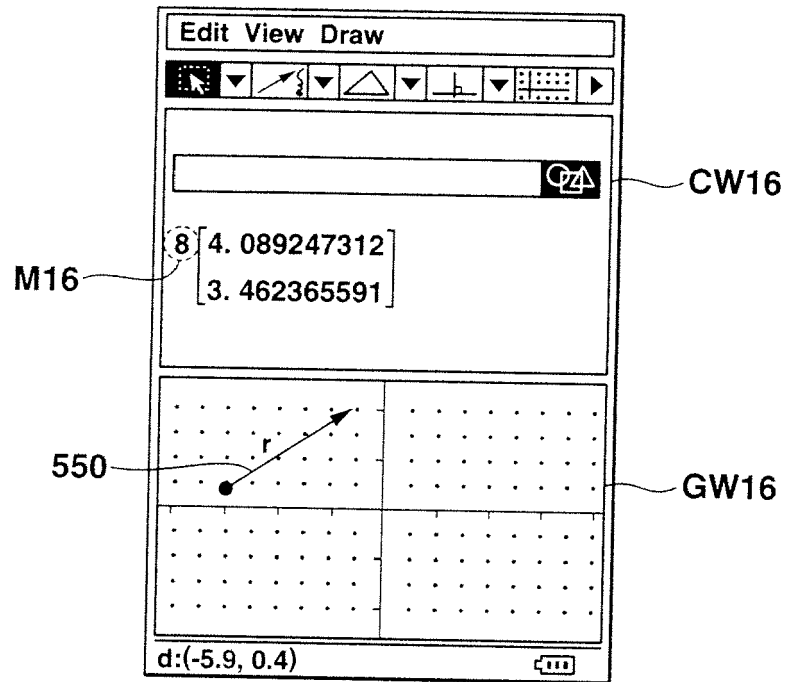 Edit View Draw
CW16
8 4. 089247312
M16
3. 462365591
r
550
GW16
d:(-5.9, 0.4)